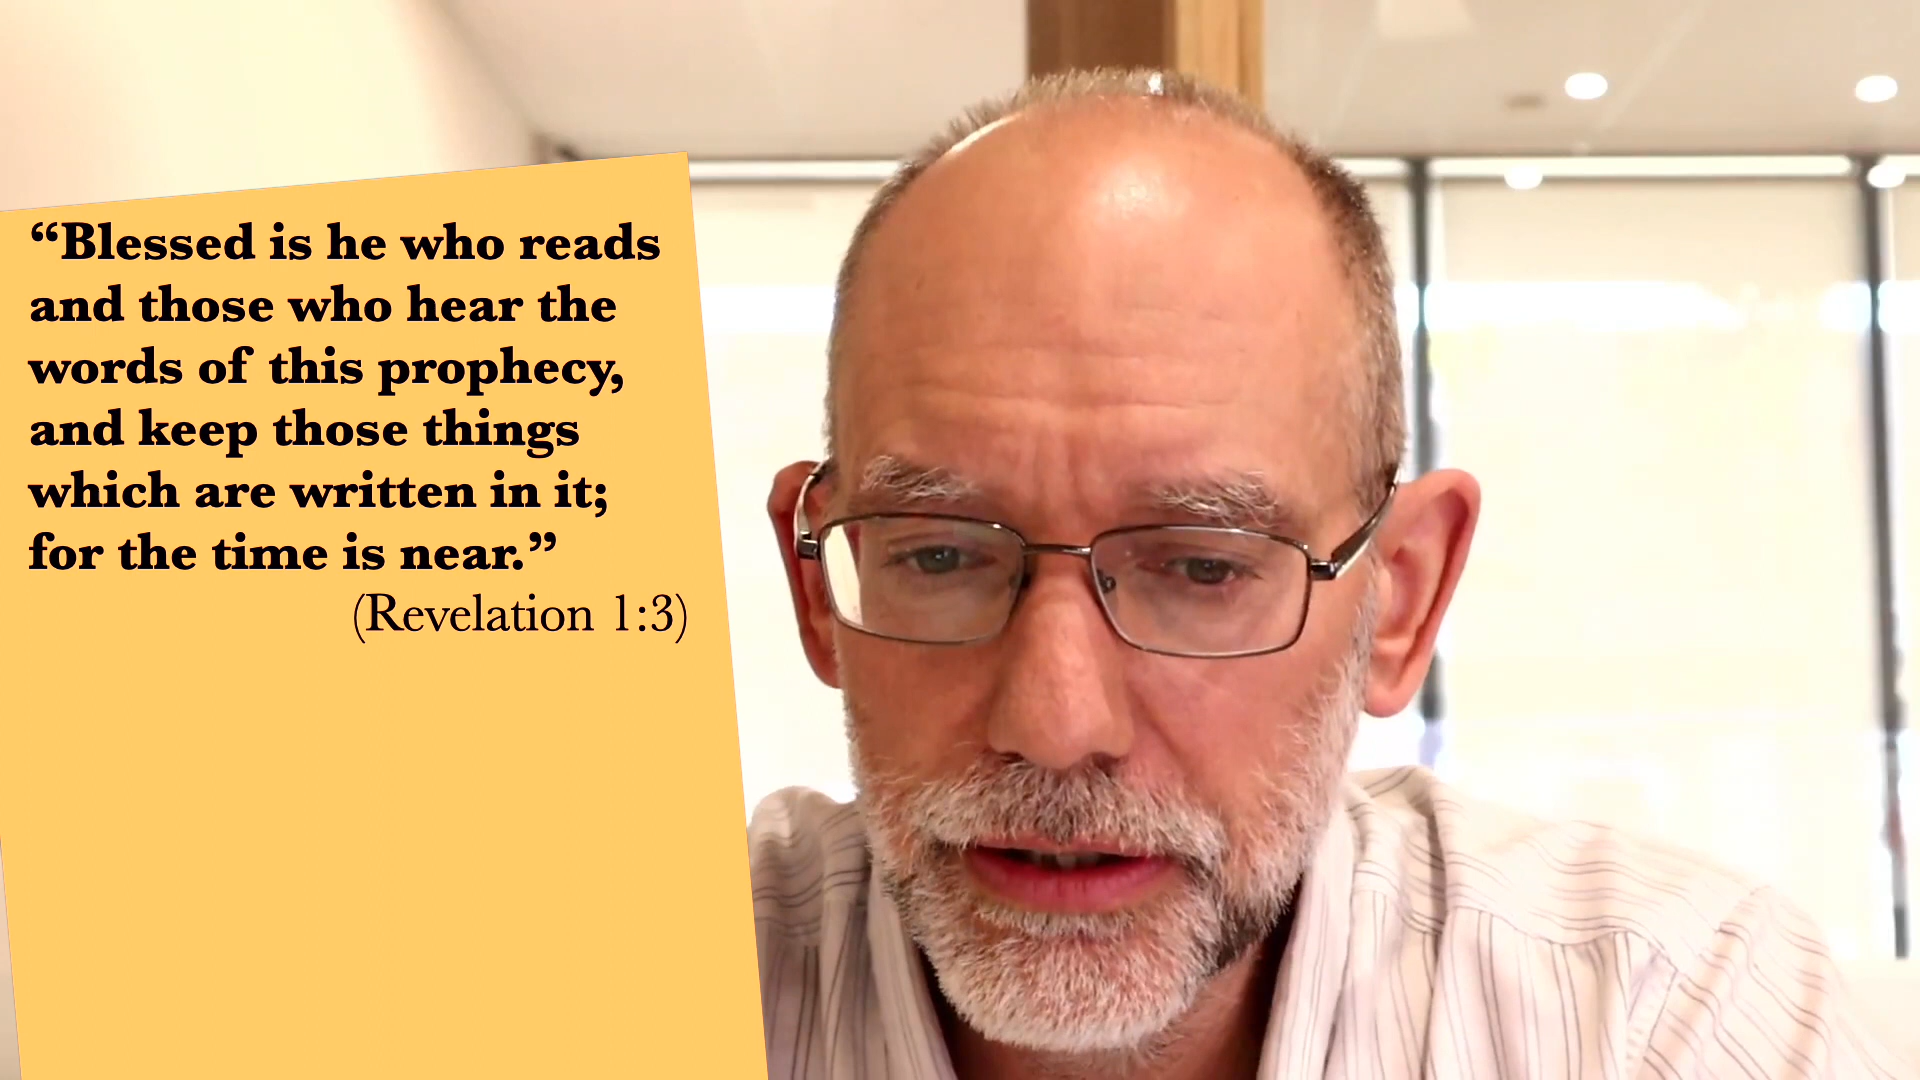 “Blessed is he who reads
and those who hear the
words of this prophecy,
and keep those things
which are written in it;
for the time is near.”
(Revelation 1:3)